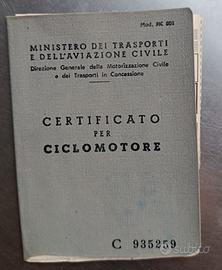 Mod. MC 801
MINISTERO DEI TRASPORTI
E DELL'AVIAZIONE CIVILE
Direzione Generale della Motorizzazione Civile
e dei Trasporti in Concessione
CERTIFICATO
PER
CICLOMOTORE
C 935259
subito